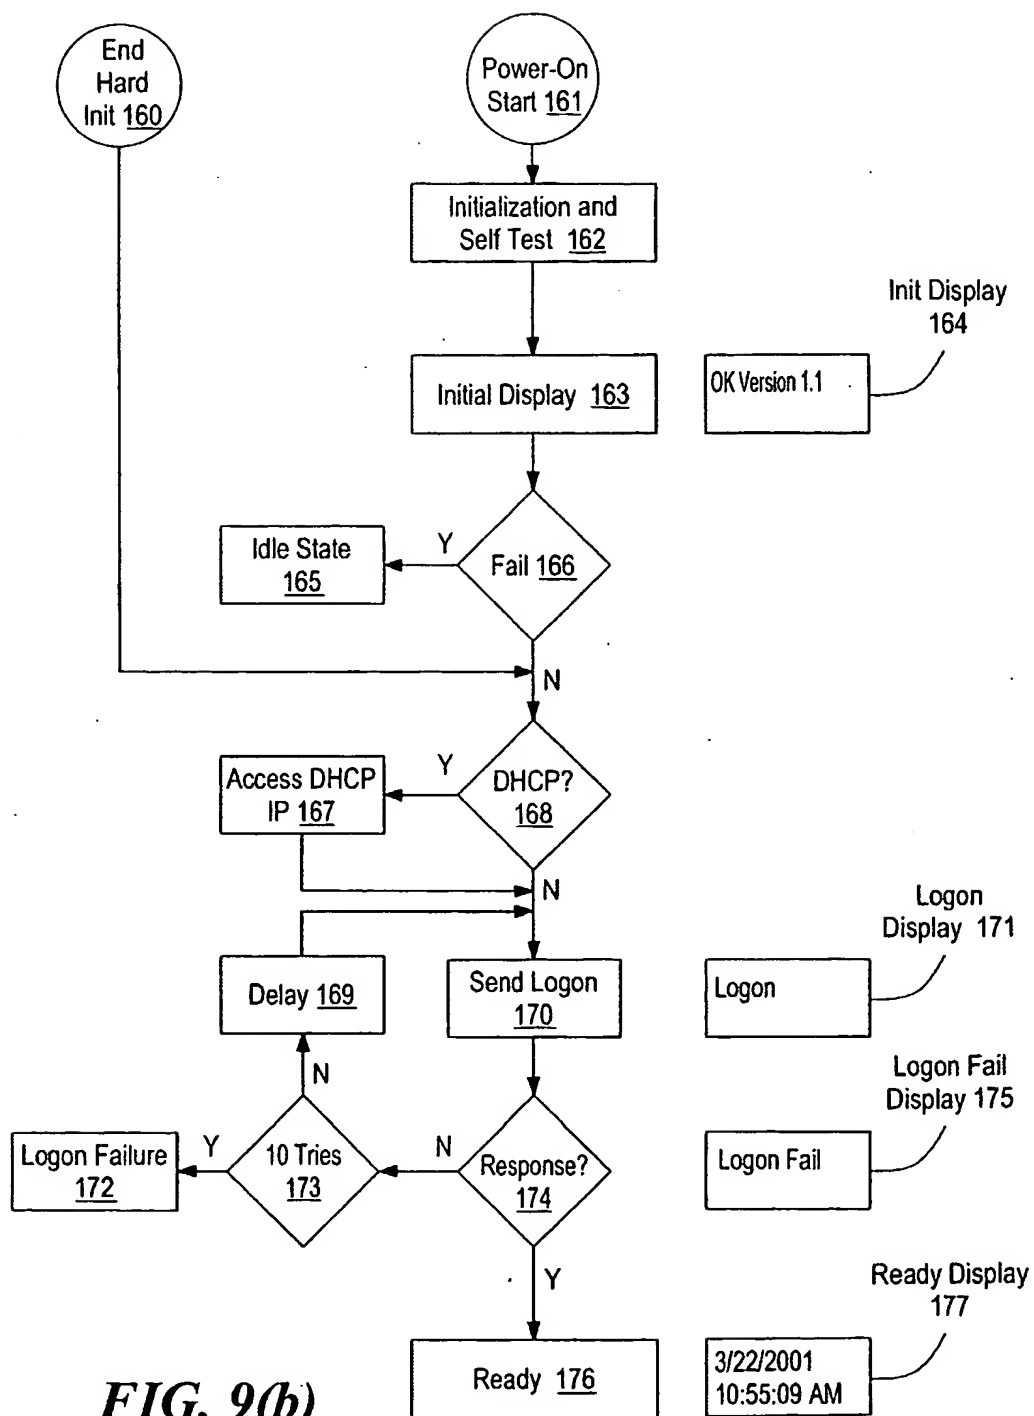 End
Hard
Init 160
Power-On
Start 161
Initialization and
Self Test 162
Init Display
164
Initial Display 163
OK Version 1.1
Idle State
165
Y
Fail 166
N
Access DHCP
IP 167
Y
DHCP?
168
N
Logon
Display 171
Delay 169
Send Logon
170
Logon
N
Logon Fail
Display 175
Logon Failure
172
Y
10 Tries
173
N
Response?
174
Logon Fail
Y
Ready Display
177
Ready 176
3/22/2001
10:55:09 AM
FIG. 9(b)